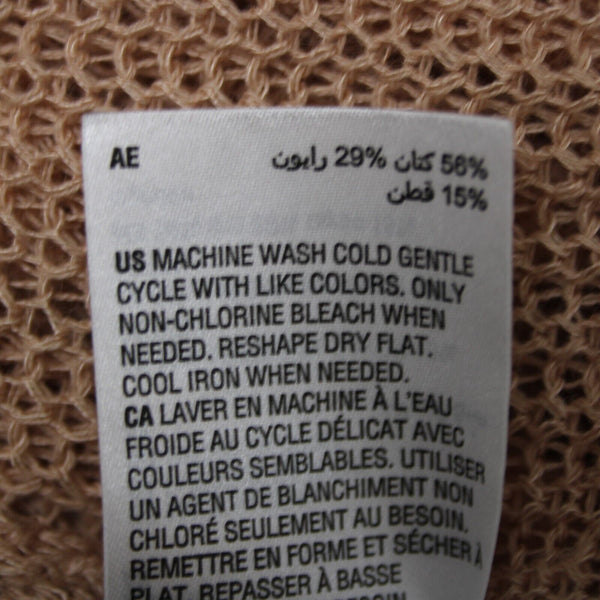 AE 56% كتان 29% رايون
15% قطن
US MACHINE WASH COLD GENTLE
CYCLE WITH LIKE COLORS. ONLY
NON-CHLORINE BLEACH WHEN
NEEDED. RESHAPE DRY FLAT.
COOL IRON WHEN NEEDED.
CA LAVER EN MACHINE À L'EAU
FROIDE AU CYCLE DÉLICAT AVEC
COULEURS SEMBLABLES. UTILISER
UN AGENT DE BLANCHIMENT NON
CHLORÉ SEULEMENT AU BESOIN.
REMETTRE EN FORME ET SÉCHER À
PLAT. REPASSER À BASSE
BESOIN